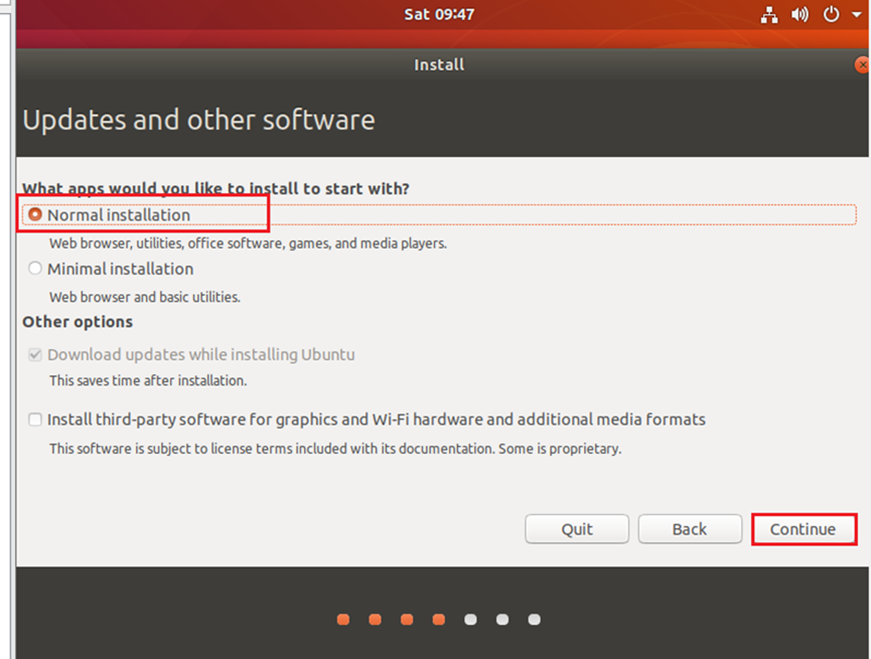 Sat 09:47
Install
Updates and other software
What apps would you like to install to start with?
Normal installation
Web browser, utilities, office software, games, and media players.
Minimal installation
Web browser and basic utilities.
Other options
Download updates while installing Ubuntu
This saves time after installation.
Install third-party software for graphics and Wi-Fi hardware and additional media formats
This software is subject to license terms included with its documentation. Some is proprietary.
Quit Back Continue